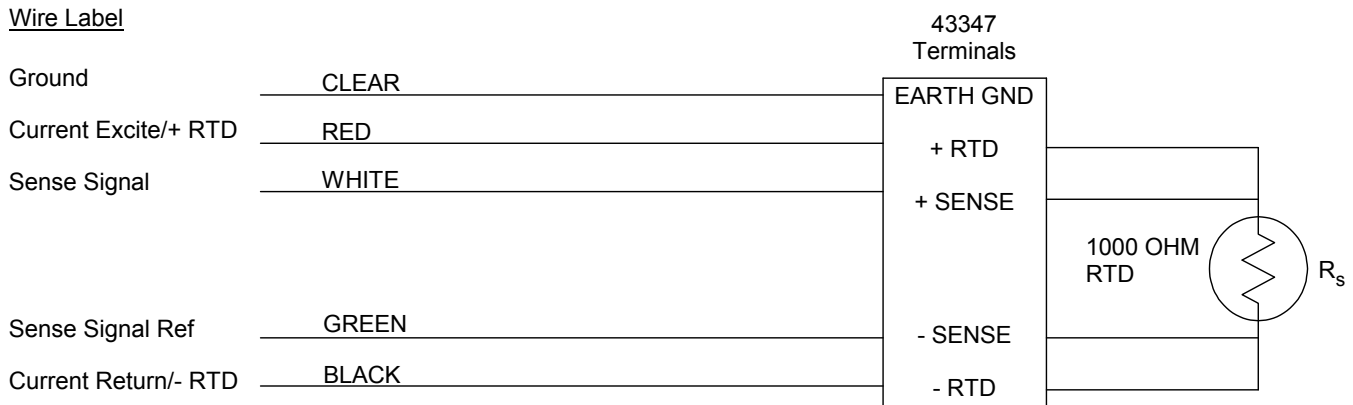 Wire Label
43347
Terminals
Ground CLEAR EARTH GND
Current Excite/+ RTD RED + RTD
Sense Signal WHITE + SENSE
1000 OHM
RTD
Rs
Sense Signal Ref GREEN - SENSE
Current Return/- RTD BLACK - RTD